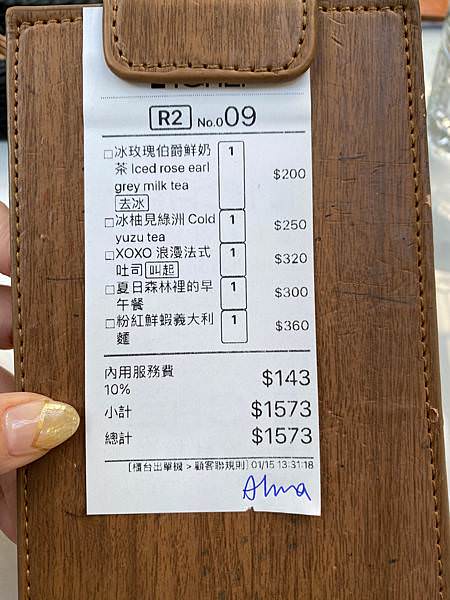 R2 No.009
□冰玫瑰伯爵鮮奶 1
茶 Iced rose earl $200
grey milk tea
去冰
□冰柚見綠洲 Cold 1 $250
yuzu tea
□XOXO 浪漫法式 1 $320
吐司 叫起
□夏日森林裡的早 1 $300
午餐
□粉紅鮮蝦義大利 1 $360
麵
內用服務費 $143
10%
小計 $1573
總計 $1573
[櫃台出單機 > 顧客聯規則] 01/15 13:31:18
Alma